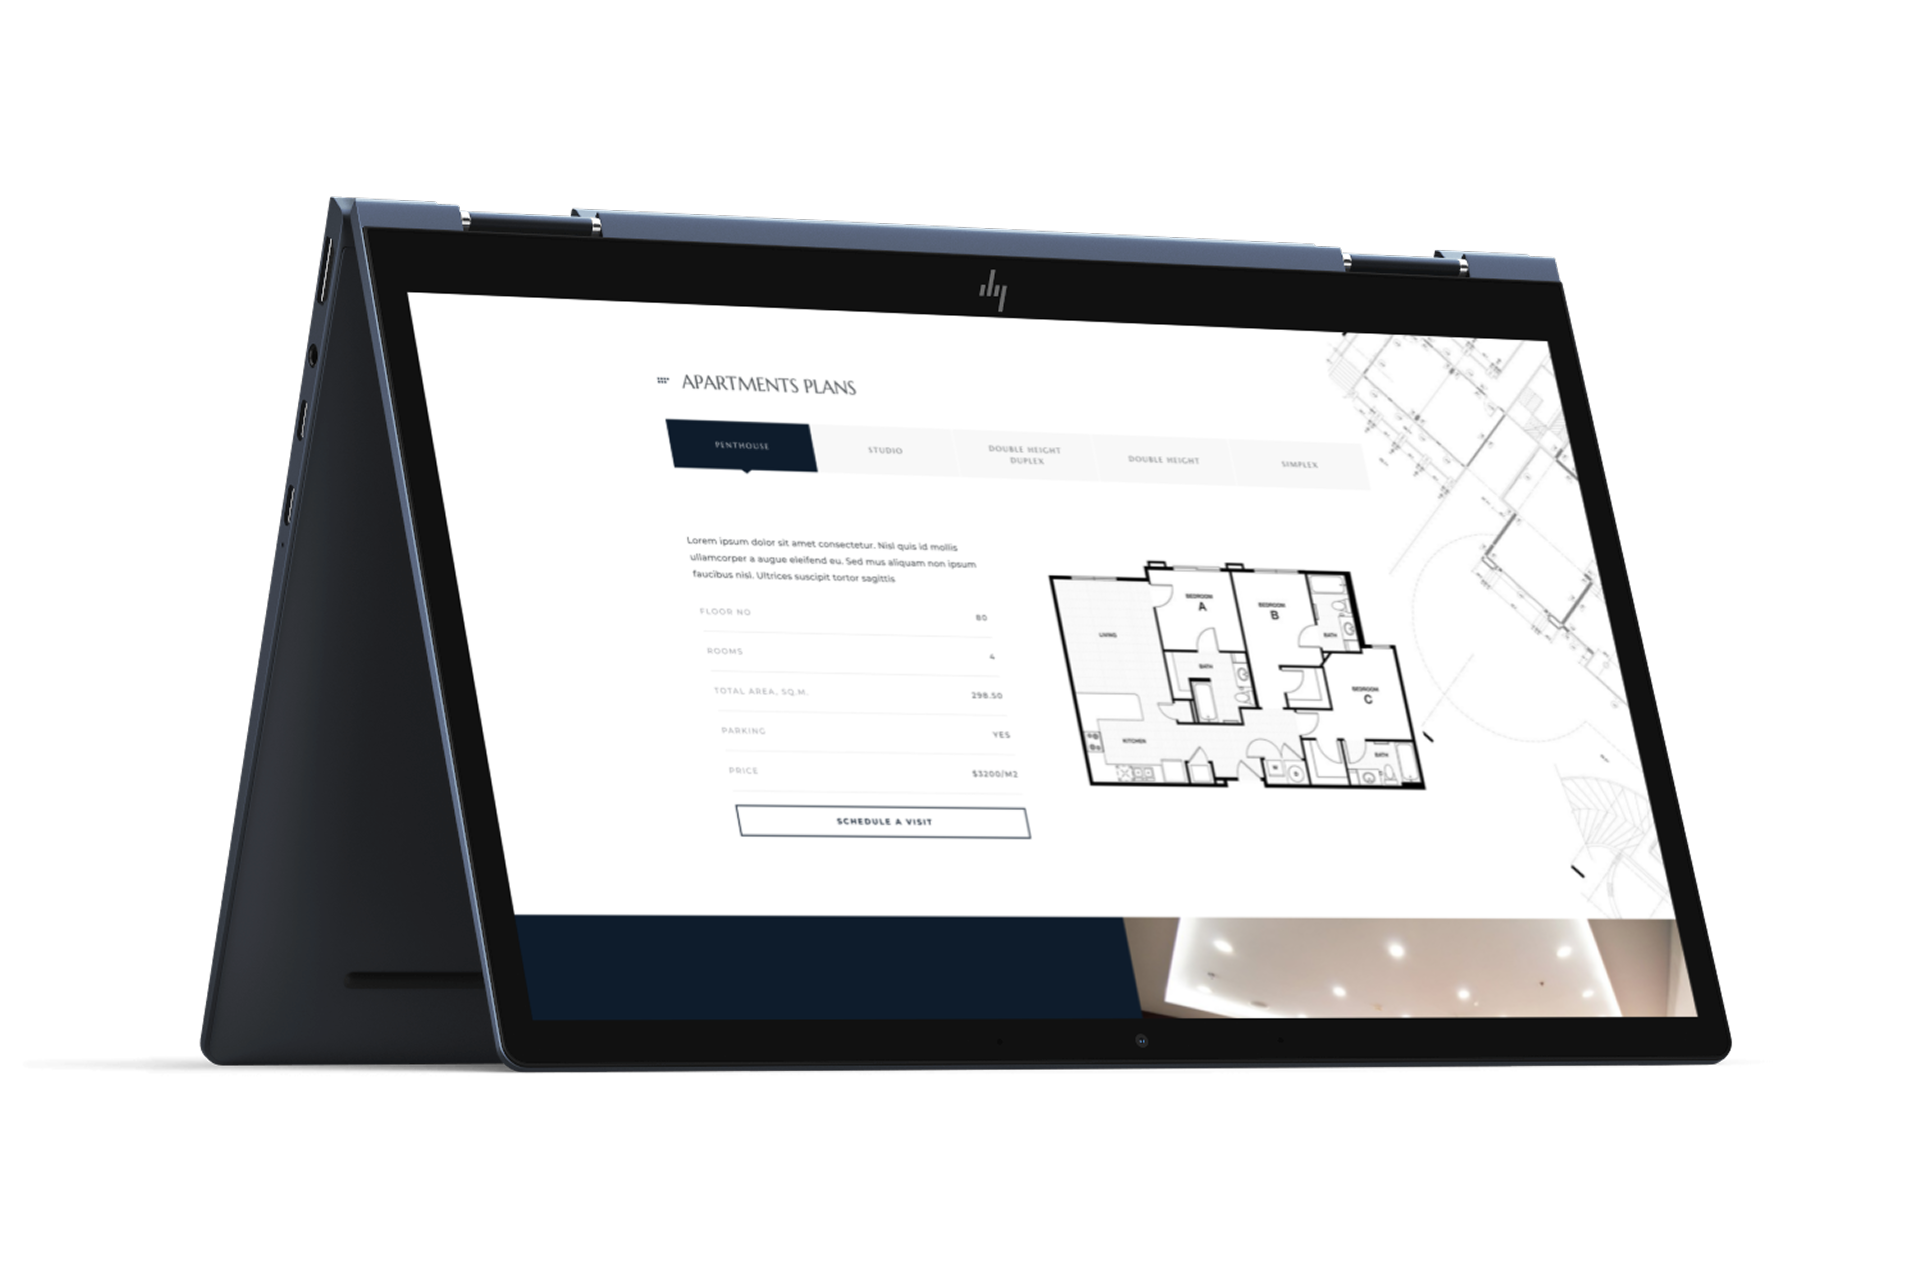 hp
APARTMENTS PLANS
PENTHOUSE
STUDIO
DOUBLE HEIGHT
DUPLEX
DOUBLE HEIGHT
SIMPLEX
Lorem ipsum dolor sit amet consectetur. Nisl quis id mollis
ullamcorper a augue eleifend eu. Sed mus aliquam non ipsum
faucibus nisl. Ultrices suscipit tortor sagittis
FLOOR NO 80
ROOMS 4
TOTAL AREA, SQ.M. 298.50
PARKING YES
PRICE $3200/M2
SCHEDULE A VISIT
BEDROOM
A
BEDROOM
B
LIVING
BATH
BATH
BEDROOM
C
KITCHEN
BATH
W
D